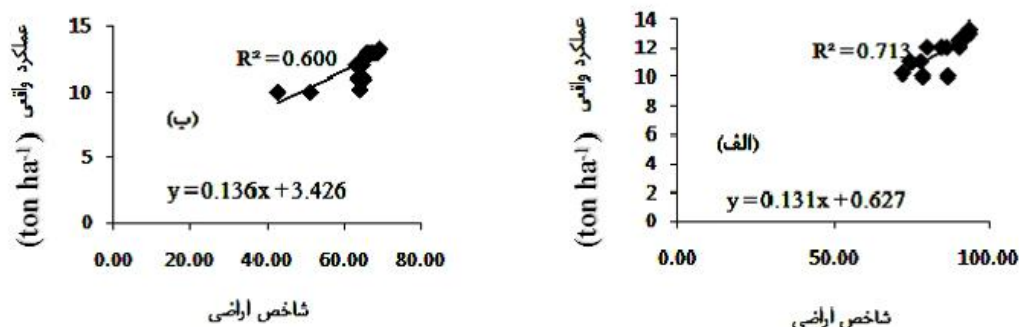 14
12
10
8
6
4
2
0
عملکرد واقعی
(ton ha-1)
R² = 0.713
(الف)
y = 0.131x + 0.627
0.00 50.00 100.00
شاخص اراضی
15
10
5
0
عملکرد واقعی
(ton ha-1)
R² = 0.600
(ب)
y = 0.136x + 3.426
0.00 20.00 40.00 60.00 80.00
شاخص اراضی